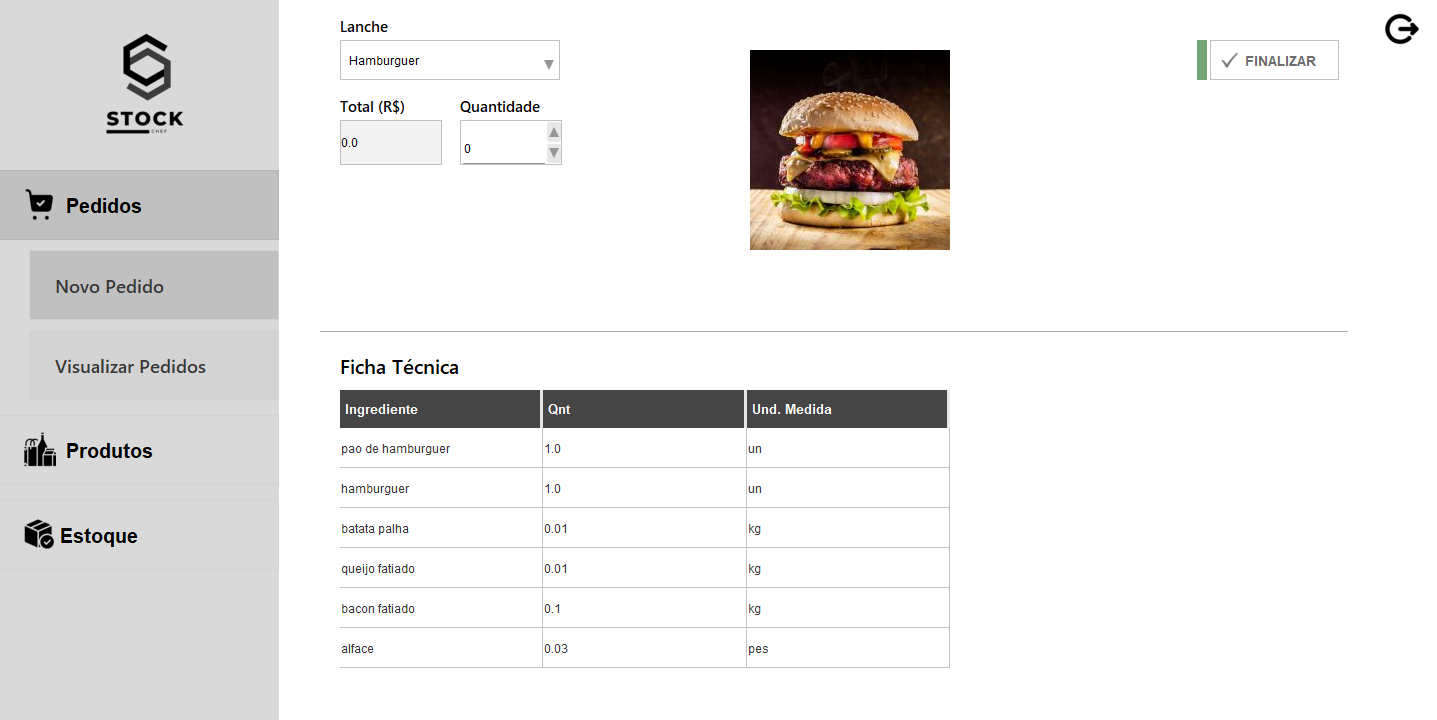 STOCK
CHEF
Pedidos
Novo Pedido
Visualizar Pedidos
Produtos
Estoque
Lanche
Hamburguer
Total (R$) Quantidade
0.0 0
FINALIZAR
Ficha Técnica
Ingrediente Qnt Und. Medida
pao de hamburguer 1.0 un
hamburguer 1.0 un
batata palha 0.01 kg
queijo fatiado 0.01 kg
bacon fatiado 0.1 kg
alface 0.03 pes